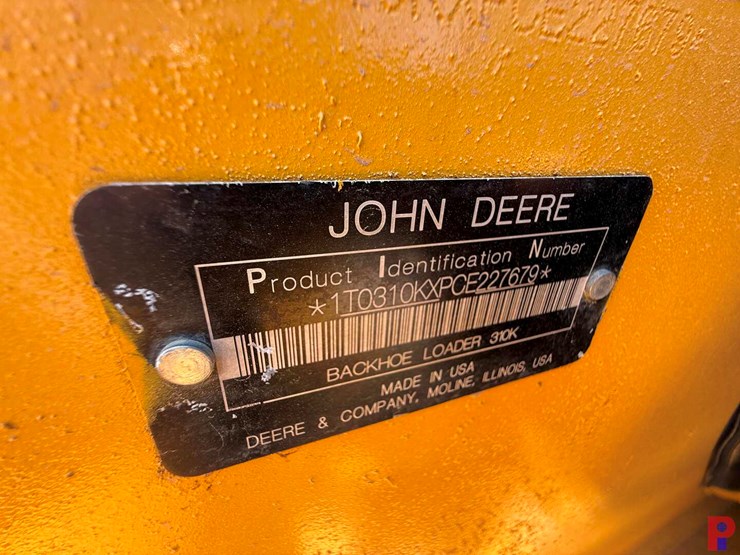 JOHN DEERE
Product Identification Number
*1T0310KXPCE227679*
BACKHOE LOADER 310K
MADE IN USA
DEERE & COMPANY, MOLINE, ILLINOIS, USA